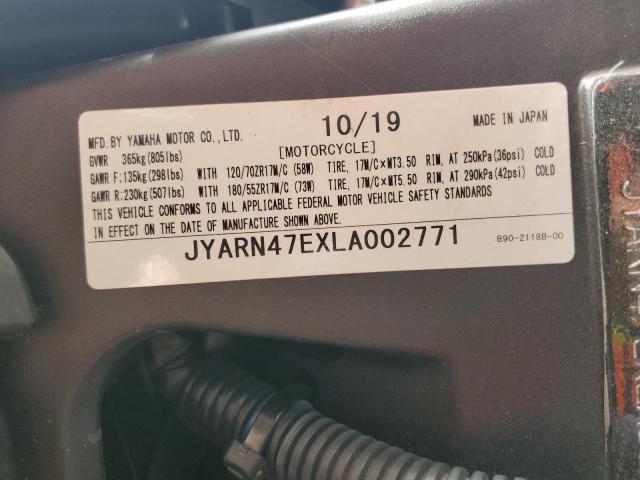 10/19
MADE IN JAPAN
MFD.BY YAMAHA MOTOR CO.,LTD.
GVWR 365kg(805lbs) [MOTORCYCLE]
GAWR F:135kg(298lbs) WITH 120/70ZR17M/C (58W) TIRE, 17M/C×MT3.50 RIM, AT 250kPa(36psi) COLD
GAWR R:230kg(507lbs) WITH 180/55ZR17M/C (73W) TIRE, 17M/C×MT5.50 RIM, AT 290kPa(42psi) COLD
THIS VEHICLE CONFORMS TO ALL APPLICABLE FEDERAL MOTOR VEHICLE SAFETY STANDARDS
IN EFFECT ON THE DATE OF MANUFACTURE SHOWN ABOVE.
JYARN47EXLA002771
B90-2118B-00